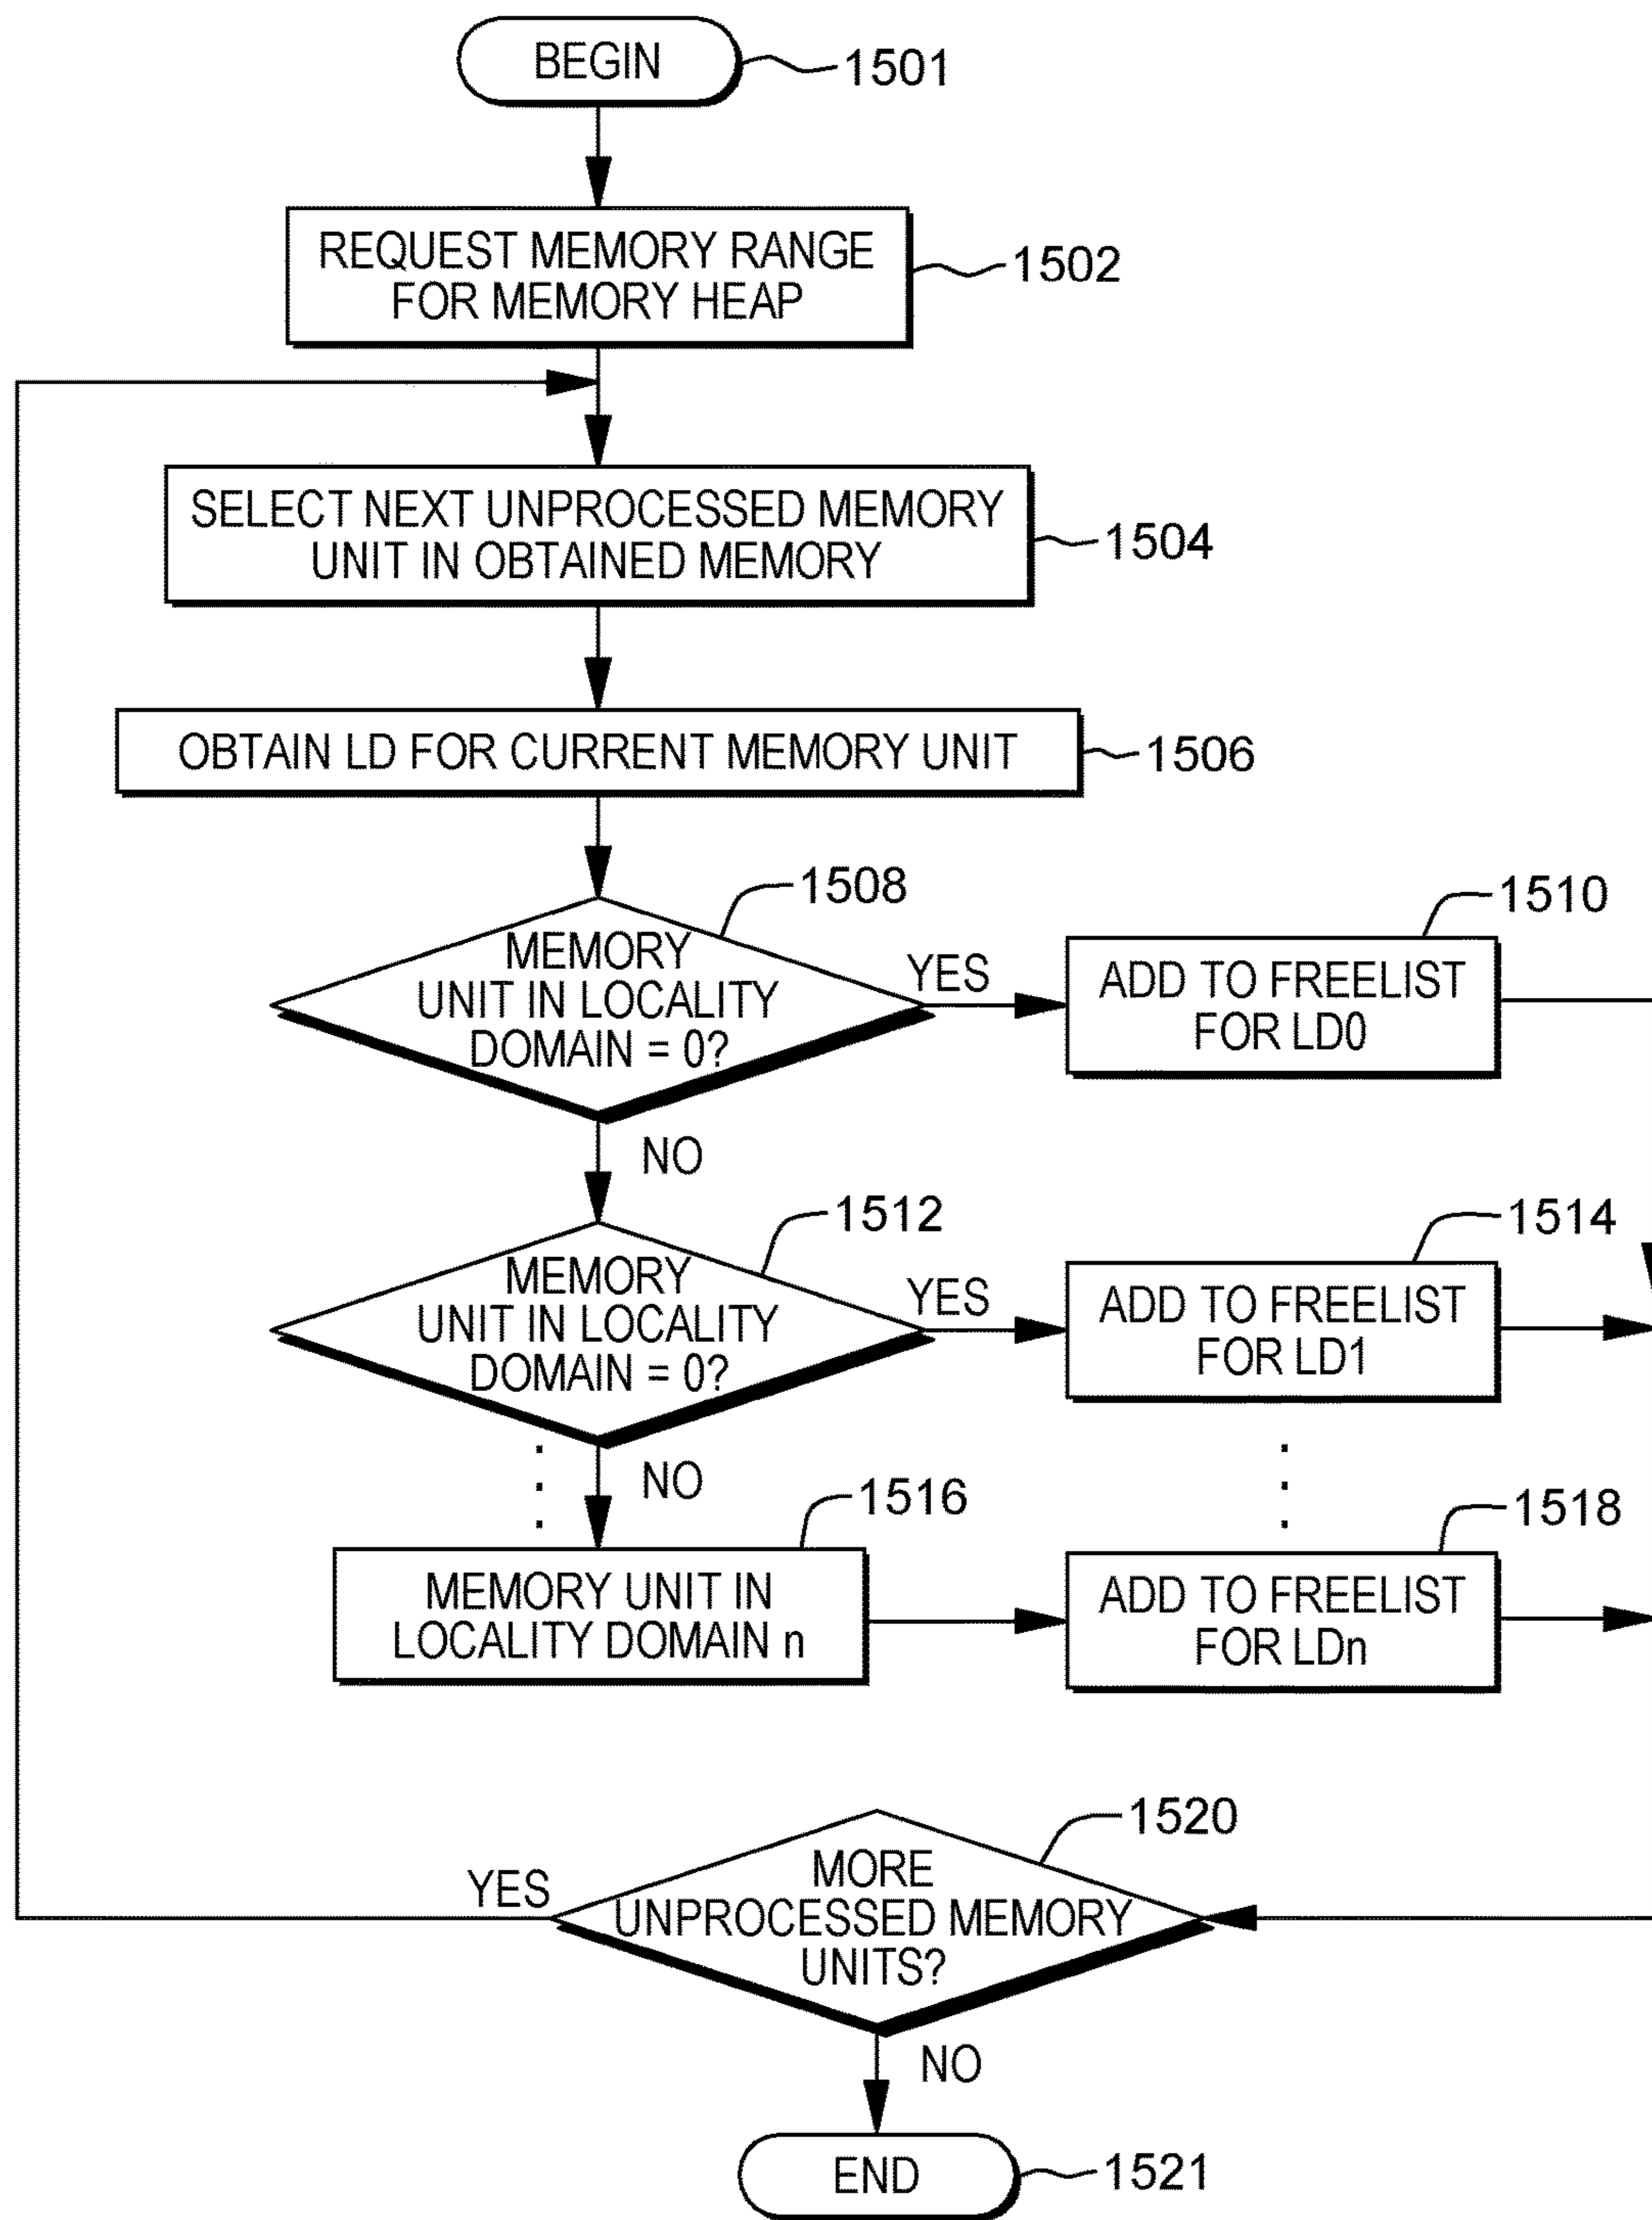 BEGIN
1501
REQUEST MEMORY RANGE
FOR MEMORY HEAP
1502
SELECT NEXT UNPROCESSED MEMORY
UNIT IN OBTAINED MEMORY
1504
OBTAIN LD FOR CURRENT MEMORY UNIT
1506
1508
MEMORY
UNIT IN LOCALITY
DOMAIN = 0?
YES
1510
ADD TO FREELIST
FOR LD0
NO
1512
MEMORY
UNIT IN LOCALITY
DOMAIN = 0?
YES
1514
ADD TO FREELIST
FOR LD1
NO
1516
MEMORY UNIT IN
LOCALITY DOMAIN n
1518
ADD TO FREELIST
FOR LDn
1520
MORE
UNPROCESSED MEMORY
UNITS?
YES
NO
END
1521